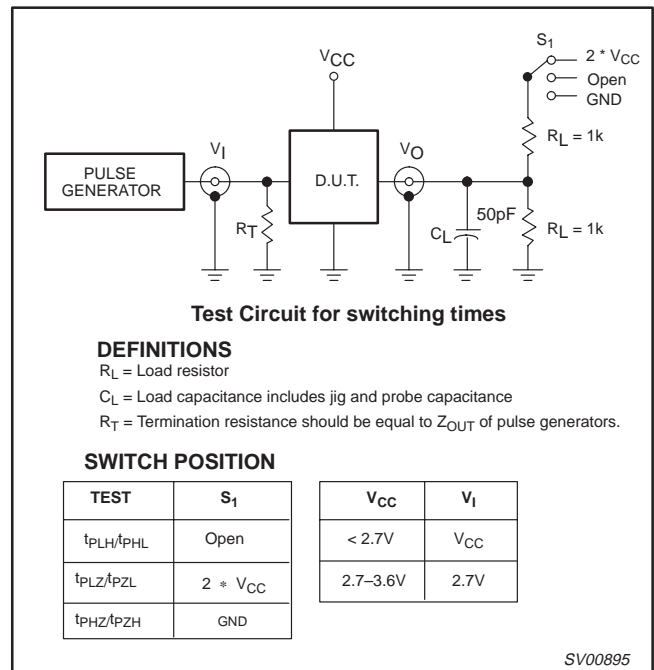 S1
2 * VCC
Open
GND
VCC
RL = 1k
VI
VO
PULSE
GENERATOR
D.U.T.
50pF
RT
CL
RL = 1k
Test Circuit for switching times
DEFINITIONS
RL = Load resistor
CL = Load capacitance includes jig and probe capacitance
RT = Termination resistance should be equal to ZOUT of pulse generators.
SWITCH POSITION
TEST S1
tPLH/tPHL Open
tPLZ/tPZL 2 * VCC
tPHZ/tPZH GND
VCC VI
< 2.7V VCC
2.7–3.6V 2.7V
SV00895